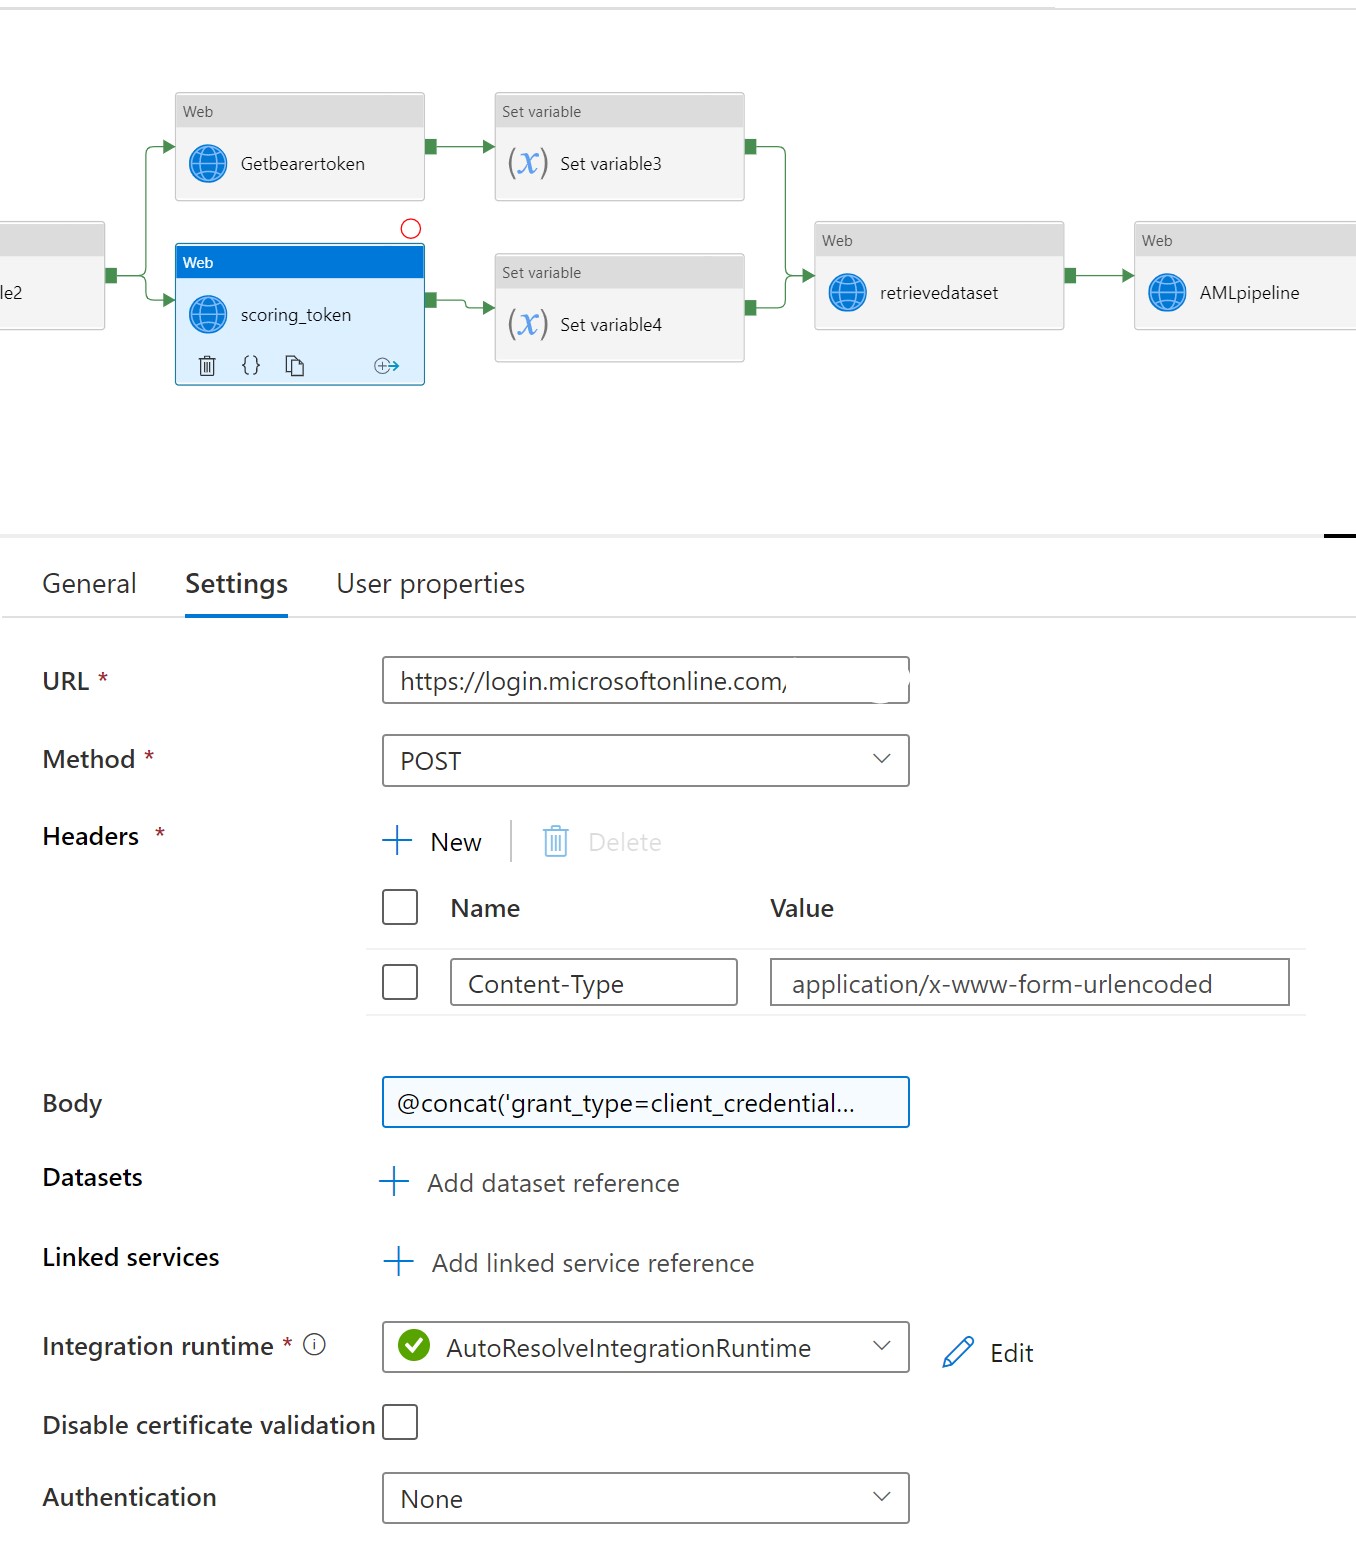 Web
Getbearertoken
Set variable
(x) Set variable3
le2
Web
scoring_token
{}
Set variable
(x) Set variable4
Web
retrievedataset
Web
AMLpipeline
General Settings User properties
URL *
https://login.microsoftonline.com/
Method *
POST
Headers *
New
Delete
Name Value
Content-Type application/x-www-form-urlencoded
Body
@concat('grant_type=client_credential...
Datasets
Add dataset reference
Linked services
Add linked service reference
Integration runtime *
AutoResolveIntegrationRuntime
Edit
Disable certificate validation
Authentication
None